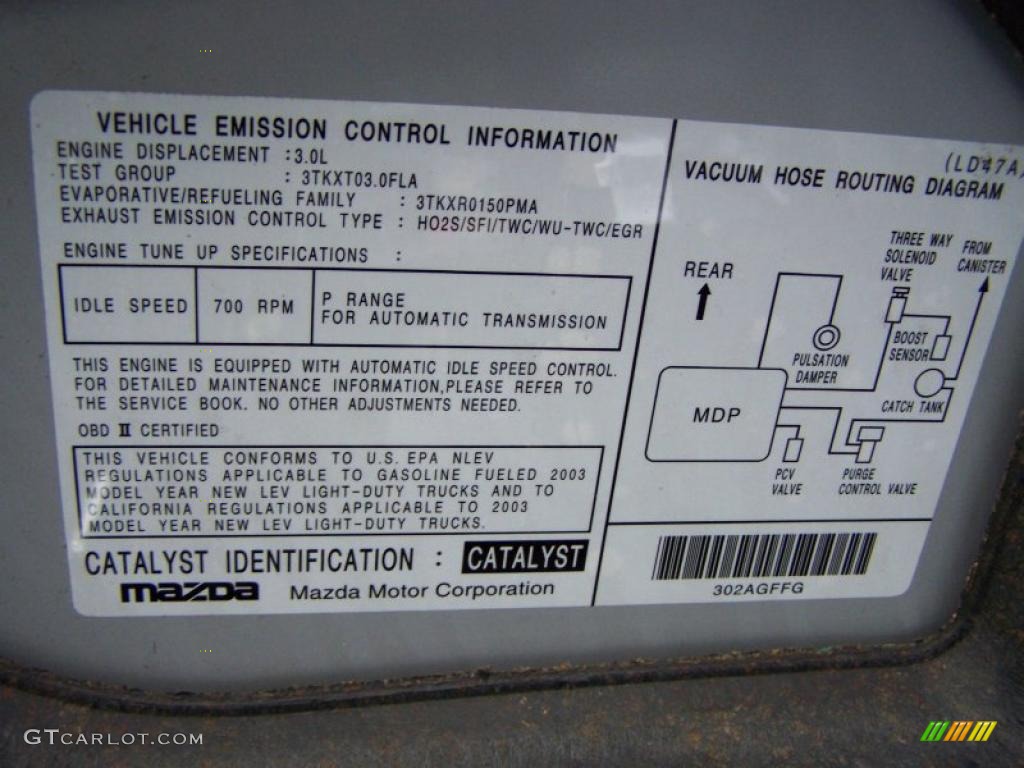 VEHICLE EMISSION CONTROL INFORMATION
ENGINE DISPLACEMENT : 3.0L
TEST GROUP : 3TKXT03.0FLA
EVAPORATIVE/REFUELING FAMILY : 3TKXR0150PMA
EXHAUST EMISSION CONTROL TYPE : HO2S/SFI/TWC/WU-TWC/EGR
ENGINE TUNE UP SPECIFICATIONS :
IDLE SPEED
700 RPM
P RANGE
FOR AUTOMATIC TRANSMISSION
THIS ENGINE IS EQUIPPED WITH AUTOMATIC IDLE SPEED CONTROL.
FOR DETAILED MAINTENANCE INFORMATION,PLEASE REFER TO
THE SERVICE BOOK. NO OTHER ADJUSTMENTS NEEDED.
OBD II CERTIFIED
THIS VEHICLE CONFORMS TO U.S. EPA NLEV
REGULATIONS APPLICABLE TO GASOLINE FUELED 2003
MODEL YEAR NEW LEV LIGHT-DUTY TRUCKS AND TO
CALIFORNIA REGULATIONS APPLICABLE TO 2003
MODEL YEAR NEW LEV LIGHT-DUTY TRUCKS.
CATALYST IDENTIFICATION : CATALYST
mazda Mazda Motor Corporation
(LD47A)
VACUUM HOSE ROUTING DIAGRAM
REAR
THREE WAY
SOLENOID
VALVE
FROM
CANISTER
BOOST
SENSOR
PULSATION
DAMPER
CATCH TANK
MDP
PCV
VALVE
PURGE
CONTROL VALVE
302AGFFG
GTCARLOT.COM